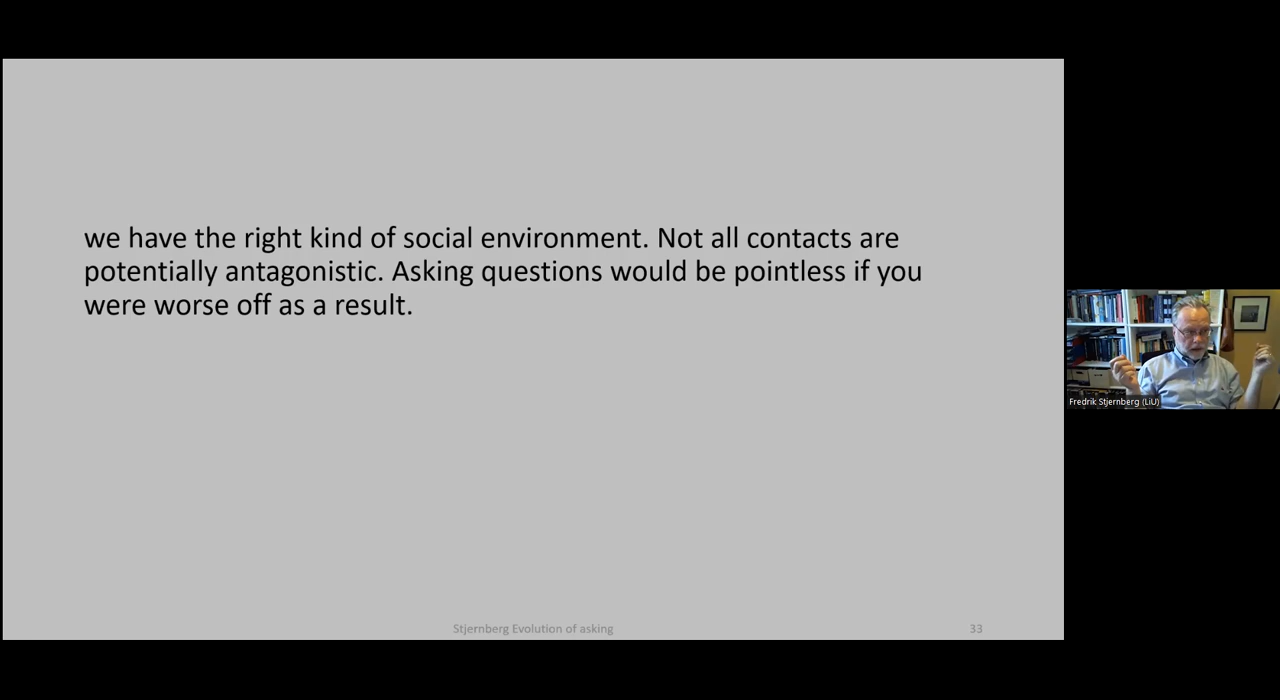 we have the right kind of social environment. Not all contacts are
potentially antagonistic. Asking questions would be pointless if you
were worse off as a result.
Fredrik Stjernberg (LiU)
Stjernberg Evolution of asking
33